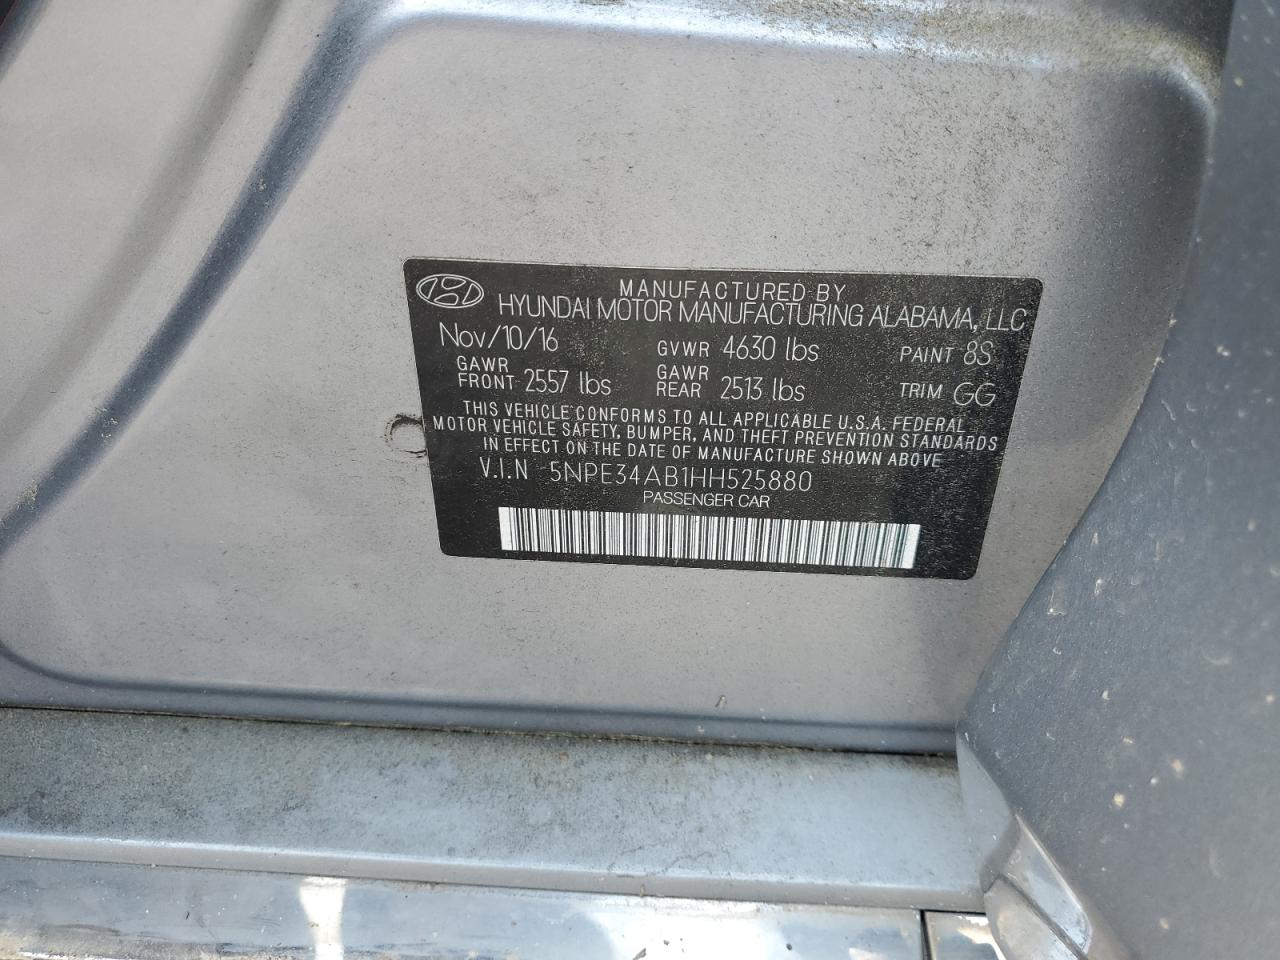 MANUFACTURED BY
HYUNDAI MOTOR MANUFACTURING ALABAMA, LLC
Nov/10/16 GVWR 4630 lbs PAINT 8S
GAWR FRONT 2557 lbs GAWR REAR 2513 lbs TRIM GG
THIS VEHICLE CONFORMS TO ALL APPLICABLE U.S.A. FEDERAL
MOTOR VEHICLE SAFETY, BUMPER, AND THEFT PREVENTION STANDARDS
IN EFFECT ON THE DATE OF MANUFACTURE SHOWN ABOVE
V.I.N 5NPE34AB1HH525880
PASSENGER CAR